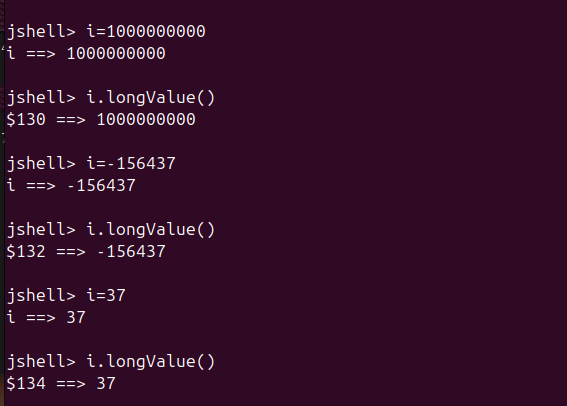 jshell> i=1000000000
i ==> 1000000000
jshell> i.longValue()
$130 ==> 1000000000
jshell> i=-156437
i ==> -156437
jshell> i.longValue()
$132 ==> -156437
jshell> i=37
i ==> 37
jshell> i.longValue()
$134 ==> 37